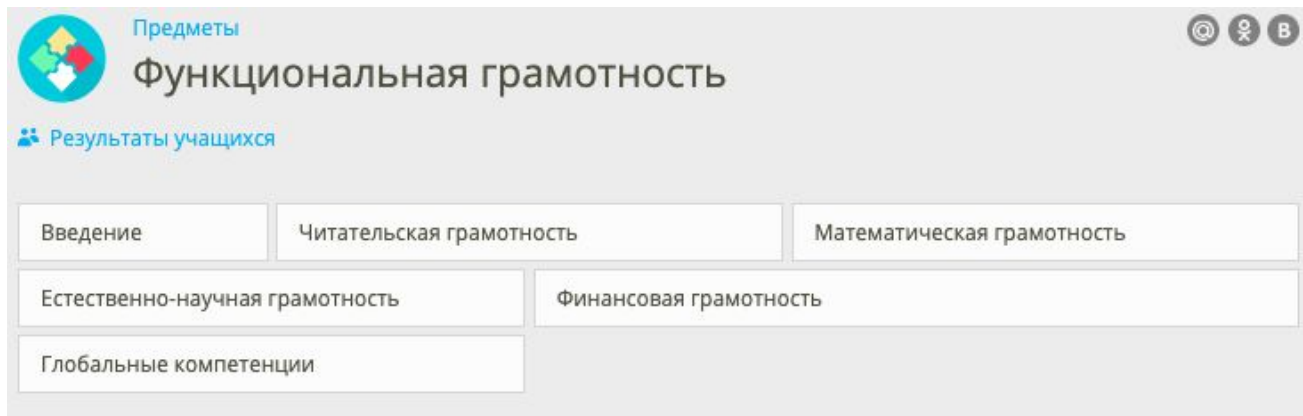 Предметы
Функциональная грамотность
Результаты учащихся
Введение
Читательская грамотность
Математическая грамотность
Естественно-научная грамотность
Финансовая грамотность
Глобальные компетенции